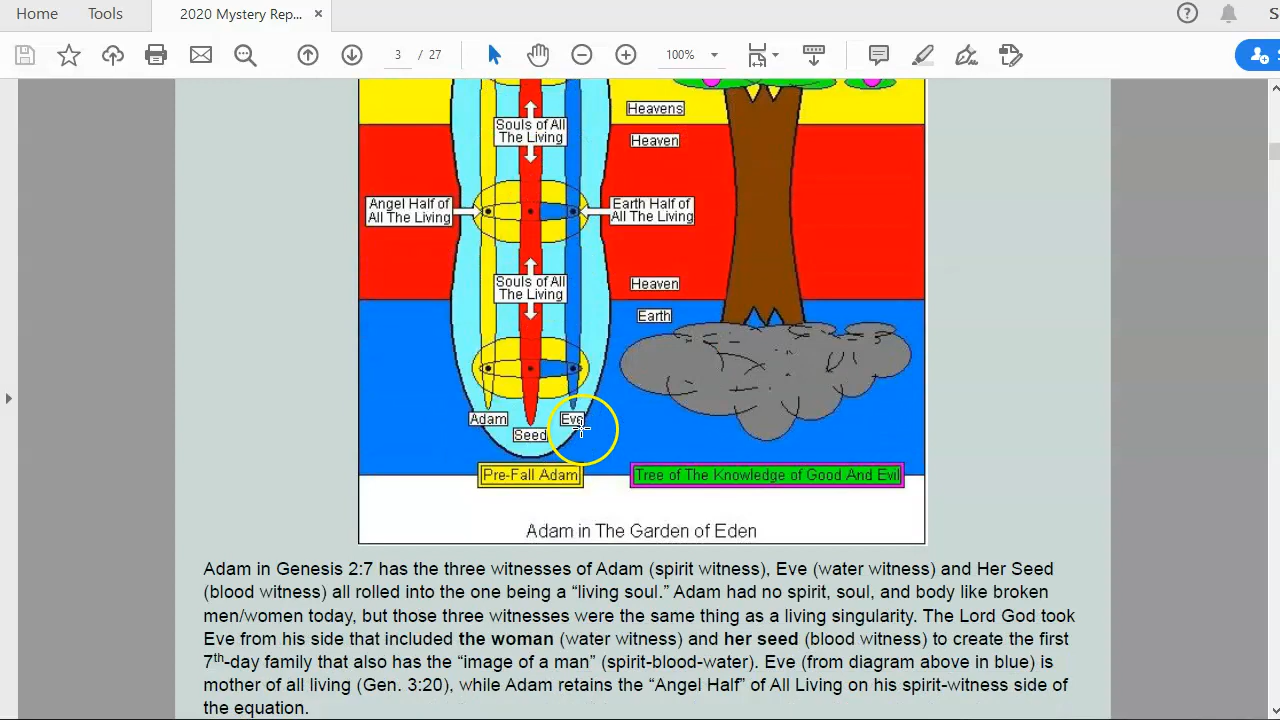 Home
Tools
2020 Mystery Rep...
×
?
S
3 / 27
100%
Heavens
Souls of All
The Living
Heaven
Angel Half of
All The Living
Earth Half of
All The Living
Souls of All
The Living
Heaven
Earth
Adam
Seed
Eve
Pre-Fall Adam
Tree of The Knowledge of Good And Evil
Adam in The Garden of Eden
Adam in Genesis 2:7 has the three witnesses of Adam (spirit witness), Eve (water witness) and Her Seed
(blood witness) all rolled into the one being a “living soul.” Adam had no spirit, soul, and body like broken
men/women today, but those three witnesses were the same thing as a living singularity. The Lord God took
Eve from his side that included the woman (water witness) and her seed (blood witness) to create the first
7th-day family that also has the “image of a man” (spirit-blood-water). Eve (from diagram above in blue) is
mother of all living (Gen. 3:20), while Adam retains the “Angel Half” of All Living on his spirit-witness side of
the equation.